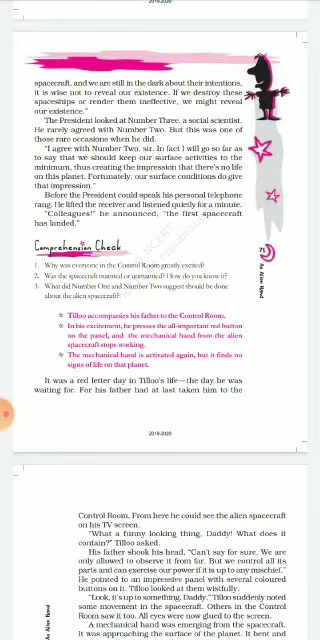 2019-2020
spacecraft, and we are still in the dark about their intentions,
it is wise not to reveal our existence. If we destroy these
spaceships or render them ineffective, we might reveal
our existence."
The President looked at Number Three, a social scientist.
He rarely agreed with Number Two. But this was one of
those rare occasions when he did.
"I agree with Number Two, sir. In fact I will go so far as
to say that we should keep our surface activities to the
minimum, thus creating the impression that there's no life
on this planet. Fortunately, our surface conditions do give
that impression."
Before the President could speak his personal telephone
rang. He lifted the receiver and listened quietly for a minute.
"Colleagues!" he announced, "the first spacecraft
has landed."
Comprehension Check
71
An Alien Hand
1. Why was everyone in the Control Room greatly excited?
2. Was the spacecraft manned or unmanned? How do you know it?
3. What did Number One and Number Two suggest should be done
about the alien spacecraft?
Tilloo accompanies his father to the Control Room.
In his excitement, he presses the all-important red button
on the panel, and the mechanical hand from the alien
spacecraft stops working.
The mechanical hand is activated again, but it finds no
signs of life on that planet.
It was a red letter day in Tilloo's life—the day he was
waiting for. For his father had at last taken him to the
2019-2020
Control Room. From here he could see the alien spacecraft
on his TV screen.
"What a funny looking thing, Daddy! What does it
contain?" Tilloo asked.
His father shook his head, "Can't say for sure. We are
only allowed to observe it from far. But we control all its
parts and can exercise our power if it is up to any mischief."
He pointed to an impressive panel with several coloured
buttons on it. Tilloo looked at them wistfully.
"Look, it's up to something, Daddy." Tilloo suddenly noted
some movement in the spacecraft. Others in the Control
Room saw it too. All eyes were now glued to the screen.
A mechanical hand was emerging from the spacecraft.
It was approaching the surface of the planet. It bent and
An Alien Hand